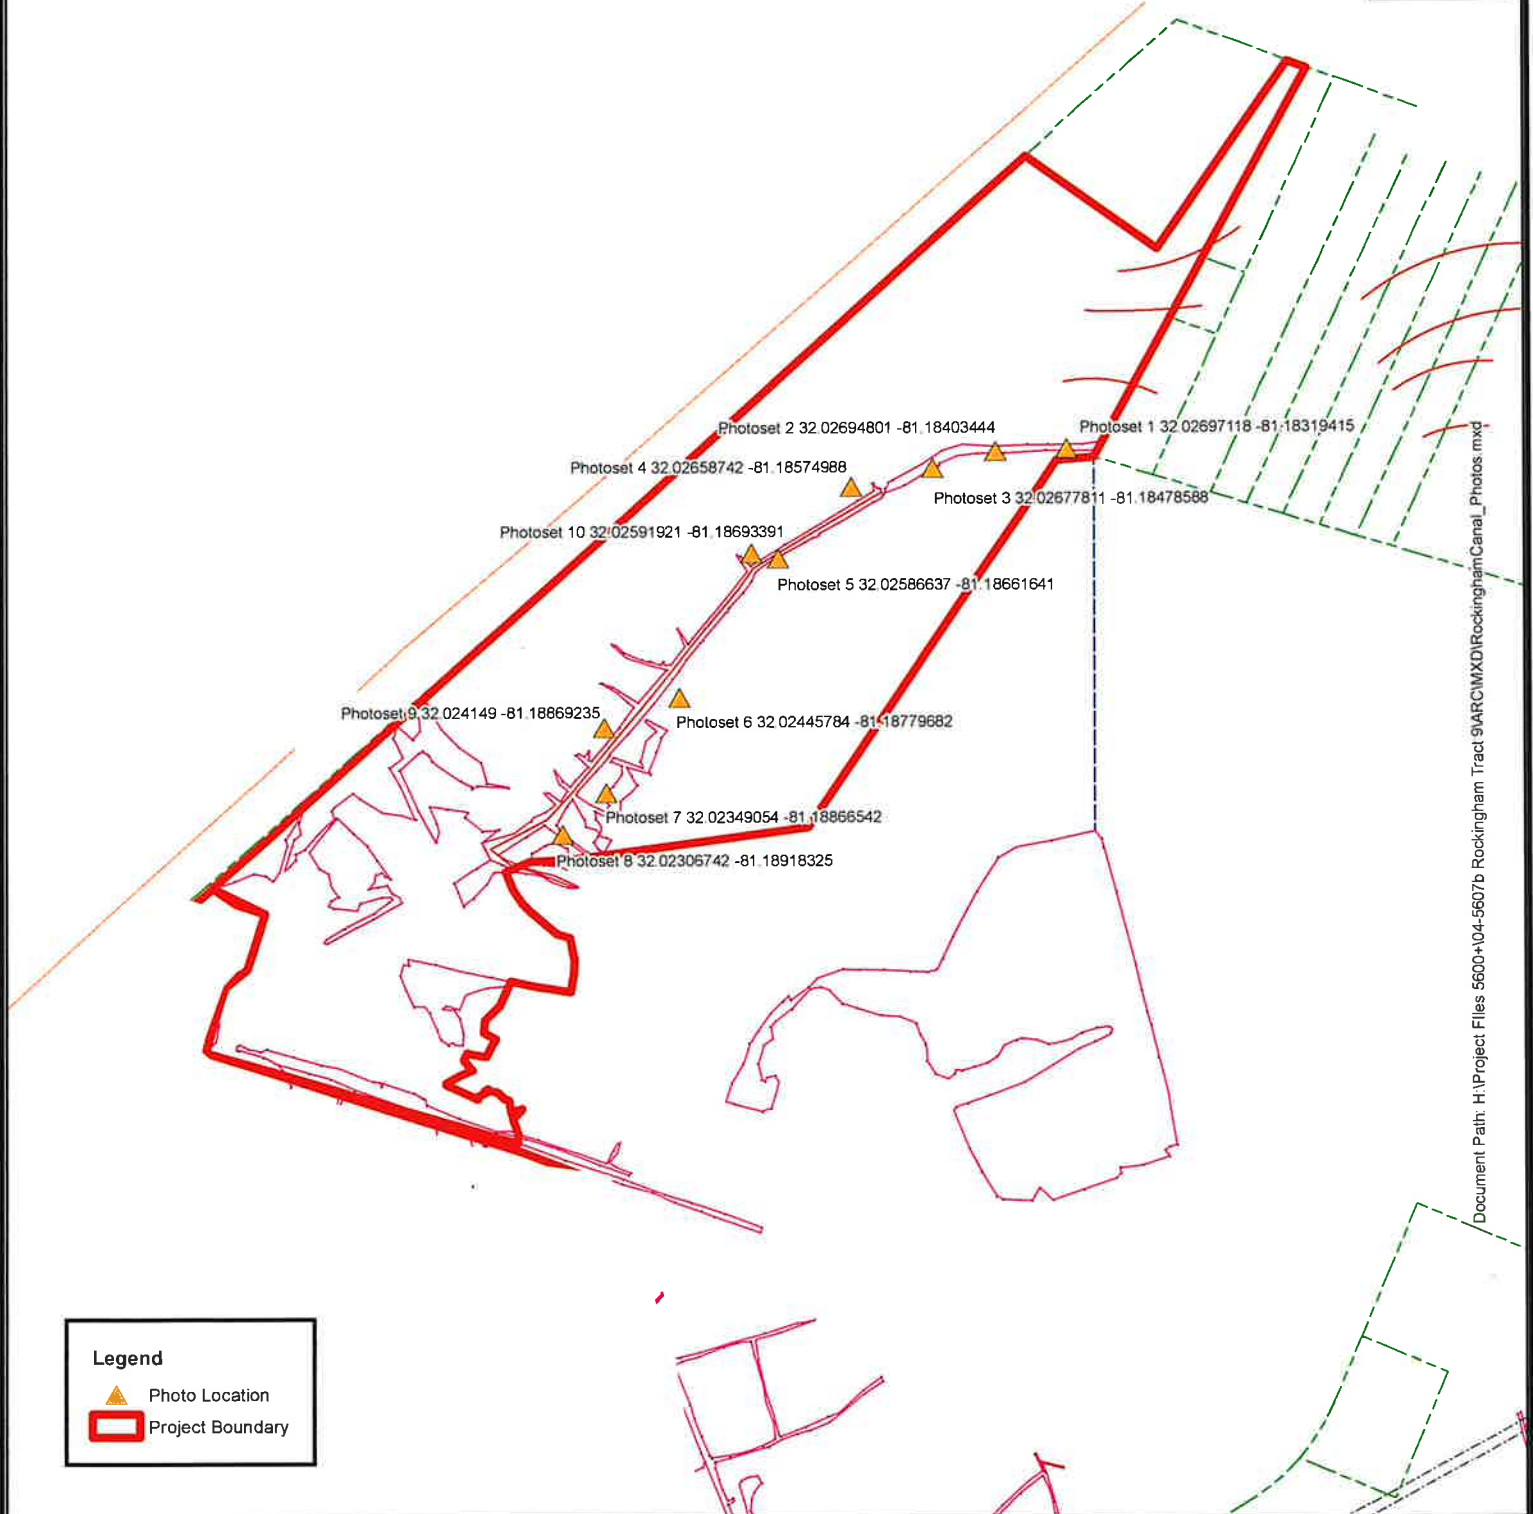 Photoset 2 32.02694801 -81.18403444
Photoset 1 32.02697118 -81.18319415
Photoset 4 32.02658742 -81.18574988
Photoset 3 32.02677811 -81.18478588
Photoset 10 32.02591921 -81.18693391
Photoset 5 32.02586637 -81.18661641
Photoset 9 32.024149 -81.18869235
Photoset 6 32.02445784 -81.18779682
Photoset 7 32.02349054 -81.18866542
Photoset 8 32.02306742 -81.18918325
Document Path: H:\Project FIles 5600+\04-5607b Rockingham Tract 9\ARC\MXD\RockinghamCanal_Photos.mxd
Legend
Photo Location
Project Boundary